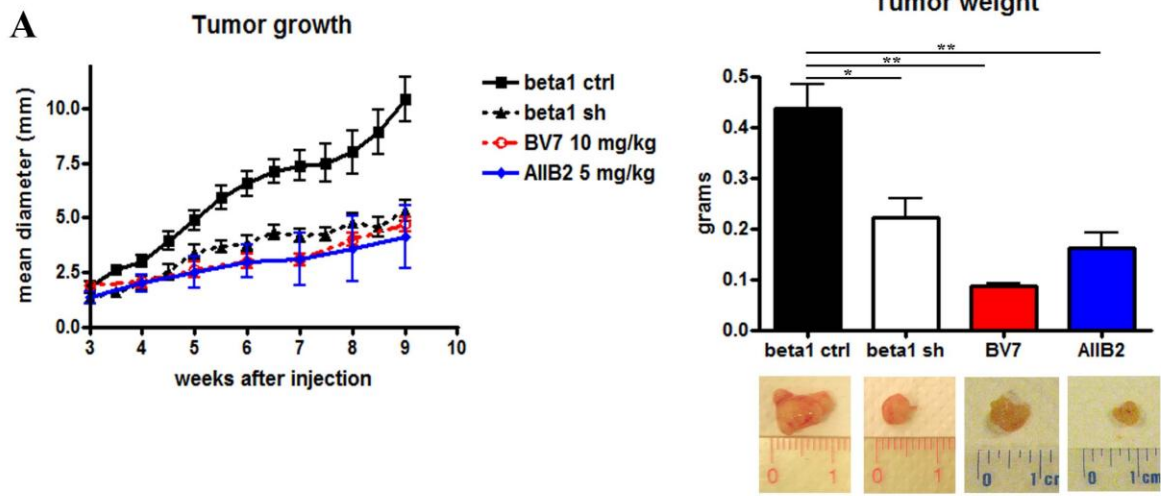 A
Tumor growth
mean diameter (mm)
10.0
7.5
5.0
2.5
0.0
3 4 5 6 7 8 9 10
weeks after injection
beta1 ctrl
beta1 sh
BV7 10 mg/kg
AIIB2 5 mg/kg
Tumor weight
**
**
*
grams
0.5
0.4
0.3
0.2
0.1
0.0
beta1 ctrl beta1 sh BV7 AIIB2
0 1
0 1
0 1 cm
0 1 cm